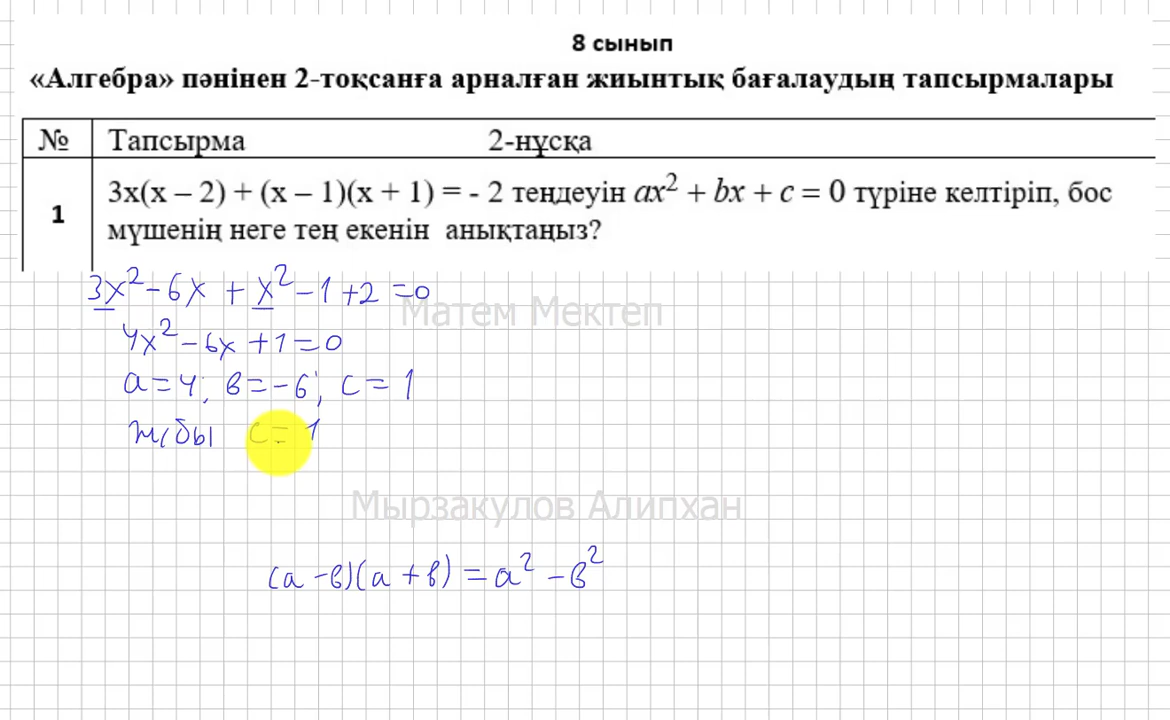 8 сынып
«Алгебра» пәнінен 2-тоқсанға арналған жиынтық бағалаудың тапсырмалары
№ Тапсырма 2-нұсқа
1 3x(x – 2) + (x – 1)(x + 1) = - 2 теңдеуін ax² + bx + c = 0 түріне келтіріп, бос
мүшенің неге тең екенін анықтаңыз?
3x² - 6x + x² - 1 + 2 = 0
Матем Мектеп
4x² - 6x + 1 = 0
a = 4; в = -6; c = 1
ж/бы c = 1
Мырзакулов Алипхан
(a - в)(a + в) = a² - в²